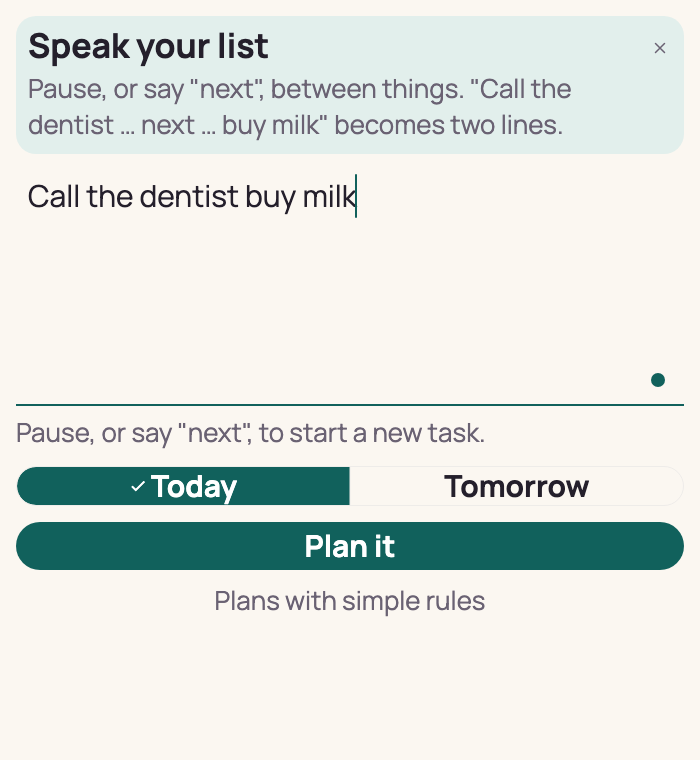 Speak your list
Pause, or say "next", between things. "Call the
dentist ... next ... buy milk" becomes two lines.
Call the dentist buy milk
Pause, or say "next", to start a new task.
Today
Tomorrow
Plan it
Plans with simple rules